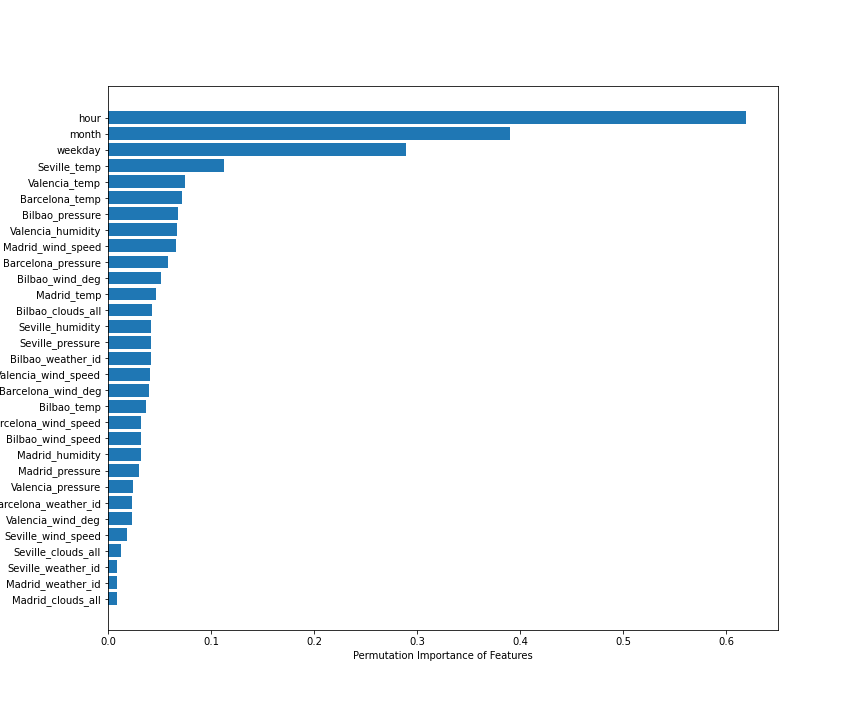 hour
month
weekday
Seville_temp
Valencia_temp
Barcelona_temp
Bilbao_pressure
Valencia_humidity
Madrid_wind_speed
Barcelona_pressure
Bilbao_wind_deg
Madrid_temp
Bilbao_clouds_all
Seville_humidity
Seville_pressure
Bilbao_weather_id
alencia_wind_speed
Barcelona_wind_deg
Bilbao_temp
rcelona_wind_speed
Bilbao_wind_speed
Madrid_humidity
Madrid_pressure
Valencia_pressure
arcelona_weather_id
Valencia_wind_deg
Seville_wind_speed
Seville_clouds_all
Seville_weather_id
Madrid_weather_id
Madrid_clouds_all
0.0 0.1 0.2 0.3 0.4 0.5 0.6
Permutation Importance of Features